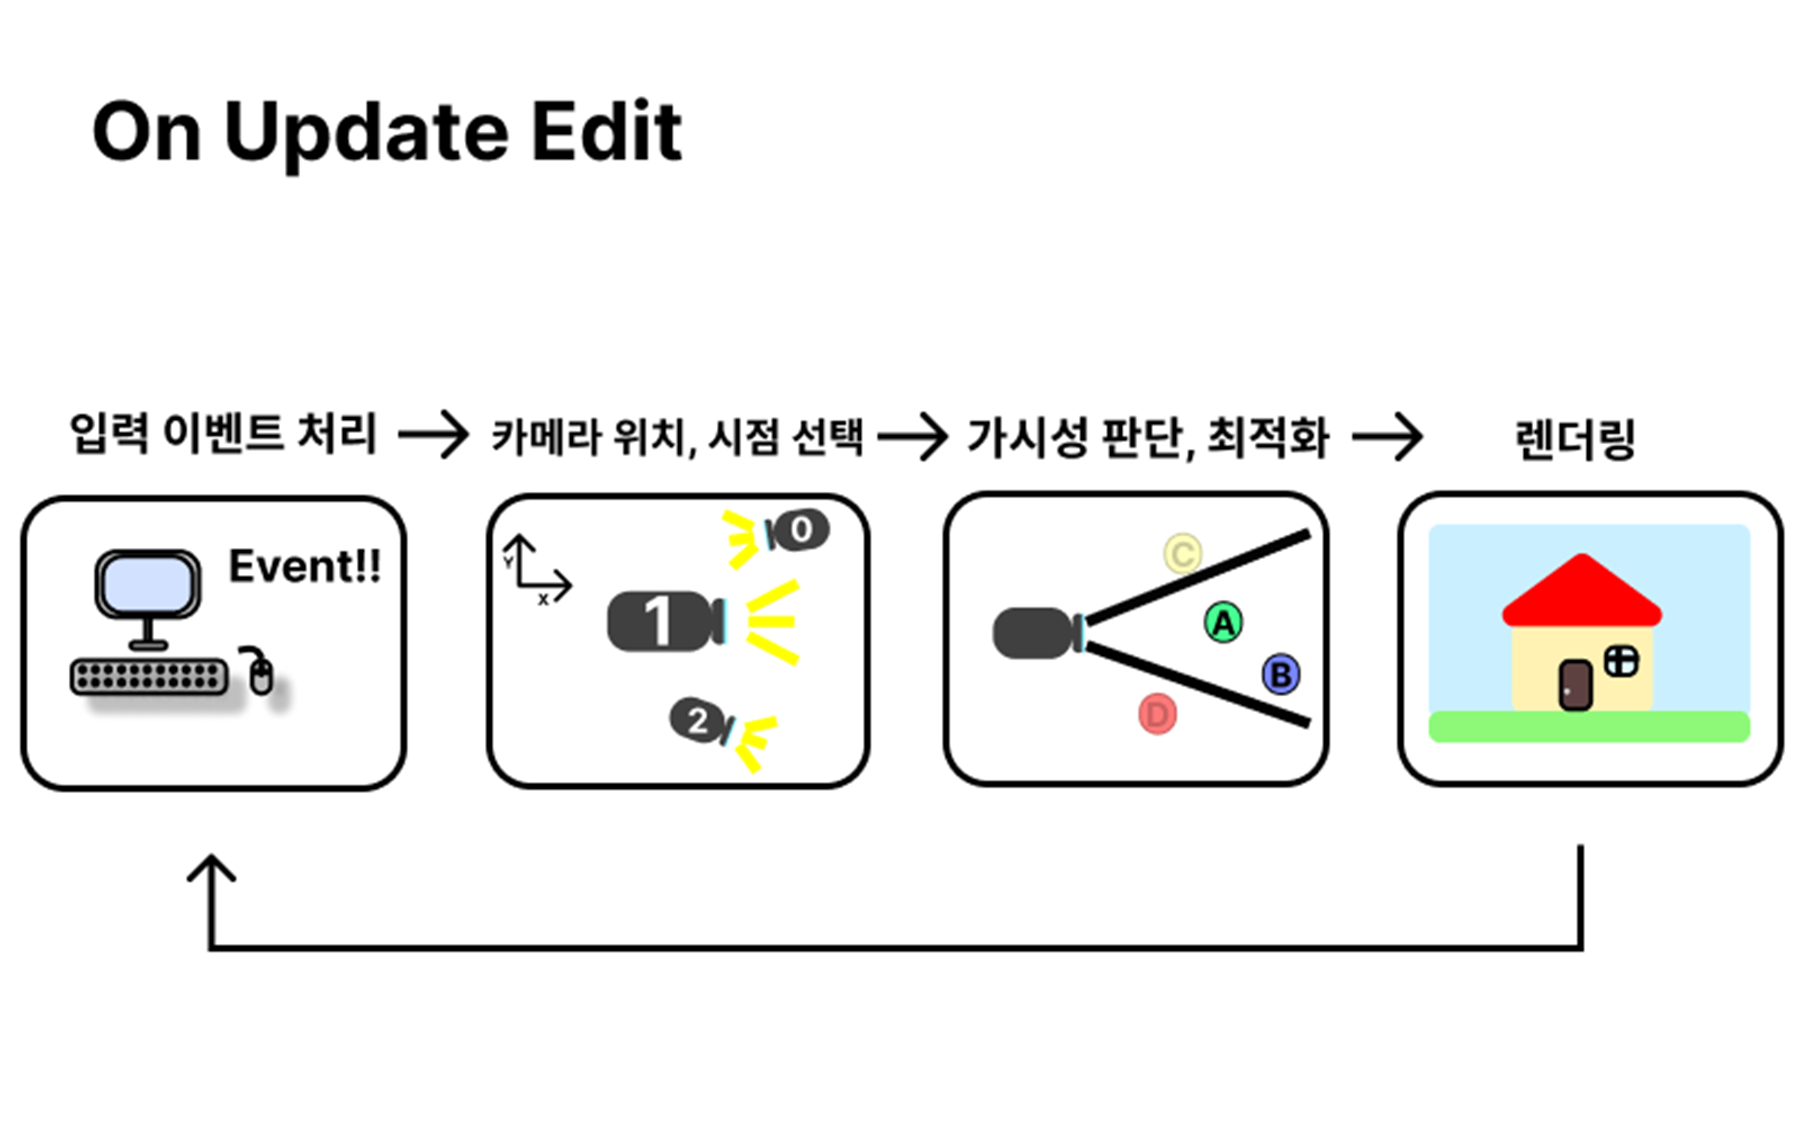 On Update Edit
입력 이벤트 처리
카메라 위치, 시점 선택
가시성 판단, 최적화
렌더링
Event!!
Y
X
0
1
2
C
A
B
D